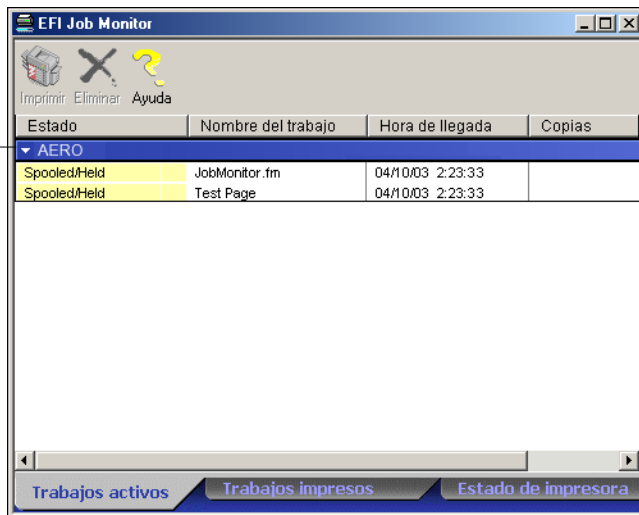 EFI Job Monitor
Imprimir Eliminar Ayuda
Estado Nombre del trabajo Hora de llegada Copias
AERO
Spooled/Held JobMonitor.fm 04/10/03 2:23:33
Spooled/Held Test Page 04/10/03 2:23:33
Trabajos activos Trabajos impresos Estado de impresora